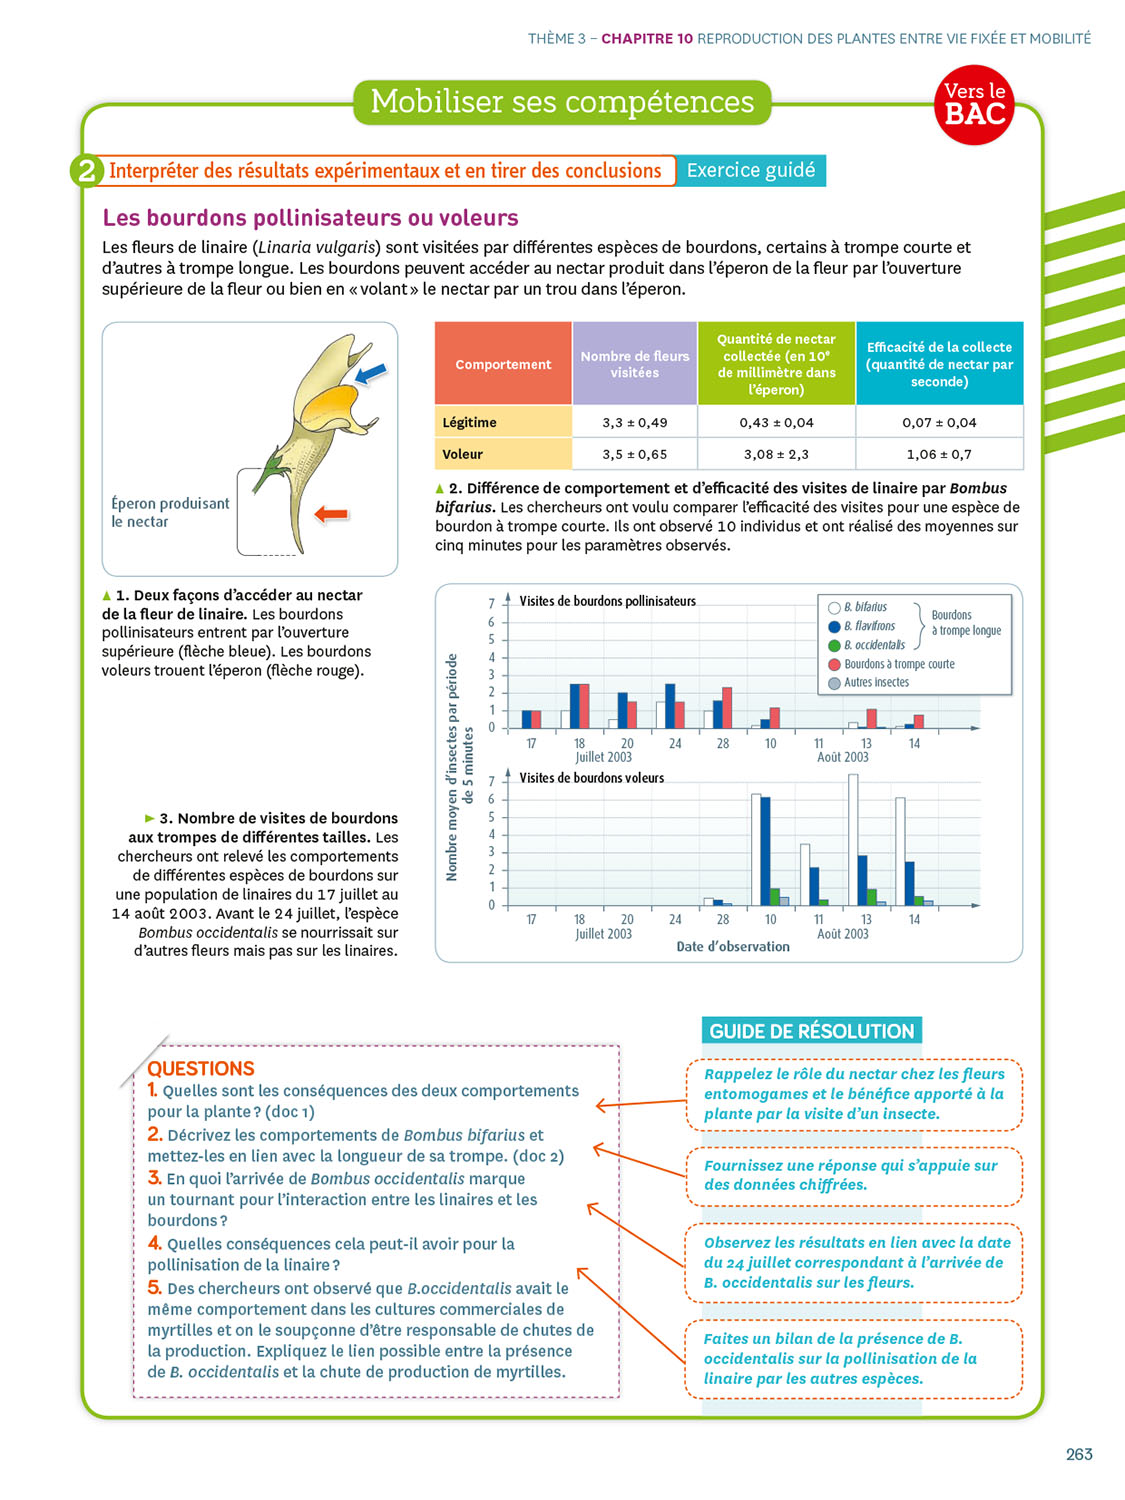 THÈME 3 – CHAPITRE 10 REPRODUCTION DES PLANTES ENTRE VIE FIXÉE ET MOBILITÉ
Mobiliser ses compétences
Vers le
BAC
2 Interpréter des résultats expérimentaux et en tirer des conclusions Exercice guidé
Les bourdons pollinisateurs ou voleurs
Les fleurs de linaire (Linaria vulgaris) sont visitées par différentes espèces de bourdons, certains à trompe courte et
d'autres à trompe longue. Les bourdons peuvent accéder au nectar produit dans l'éperon de la fleur par l'ouverture
supérieure de la fleur ou bien en « volant » le nectar par un trou dans l'éperon.
Éperon produisant
le nectar
▲ 1. Deux façons d'accéder au nectar
de la fleur de linaire. Les bourdons
pollinisateurs entrent par l'ouverture
supérieure (flèche bleue). Les bourdons
voleurs trouent l'éperon (flèche rouge).
Comportement
Nombre de fleurs
visitées
Quantité de nectar
collectée (en 10e
de millimètre dans
l'éperon)
Efficacité de la collecte
(quantité de nectar par
seconde)
Légitime 3,3 ± 0,49 0,43 ± 0,04 0,07 ± 0,04
Voleur 3,5 ± 0,65 3,08 ± 2,3 1,06 ± 0,7
▲ 2. Différence de comportement et d'efficacité des visites de linaire par Bombus
bifarius. Les chercheurs ont voulu comparer l'efficacité des visites pour une espèce de
bourdon à trompe courte. Ils ont observé 10 individus et ont réalisé des moyennes sur
cinq minutes pour les paramètres observés.
► 3. Nombre de visites de bourdons
aux trompes de différentes tailles. Les
chercheurs ont relevé les comportements
de différentes espèces de bourdons sur
une population de linaires du 17 juillet au
14 août 2003. Avant le 24 juillet, l'espèce
Bombus occidentalis se nourrissait sur
d'autres fleurs mais pas sur les linaires.
Nombre moyen d'insectes par période
de 5 minutes
Visites de bourdons pollinisateurs
7
6
5
4
3
2
1
0
17 18 20 24 28 10 11 13 14
Juillet 2003 Août 2003
B. bifarius
B. flavifrons
B. occidentalis
Bourdons
à trompe longue
Bourdons à trompe courte
Autres insectes
Visites de bourdons voleurs
7
6
5
4
3
2
1
0
17 18 20 24 28 10 11 13 14
Juillet 2003 Août 2003
Date d'observation
QUESTIONS
1. Quelles sont les conséquences des deux comportements
pour la plante ? (doc 1)
2. Décrivez les comportements de Bombus bifarius et
mettez-les en lien avec la longueur de sa trompe. (doc 2)
3. En quoi l'arrivée de Bombus occidentalis marque
un tournant pour l'interaction entre les linaires et les
bourdons ?
4. Quelles conséquences cela peut-il avoir pour la
pollinisation de la linaire ?
5. Des chercheurs ont observé que B.occidentalis avait le
même comportement dans les cultures commerciales de
myrtilles et on le soupçonne d'être responsable de chutes de
la production. Expliquez le lien possible entre la présence
de B. occidentalis et la chute de production de myrtilles.
GUIDE DE RÉSOLUTION
Rappelez le rôle du nectar chez les fleurs
entomogames et le bénéfice apporté à la
plante par la visite d'un insecte.
Fournissez une réponse qui s'appuie sur
des données chiffrées.
Observez les résultats en lien avec la date
du 24 juillet correspondant à l'arrivée de
B. occidentalis sur les fleurs.
Faites un bilan de la présence de B.
occidentalis sur la pollinisation de la
linaire par les autres espèces.
263